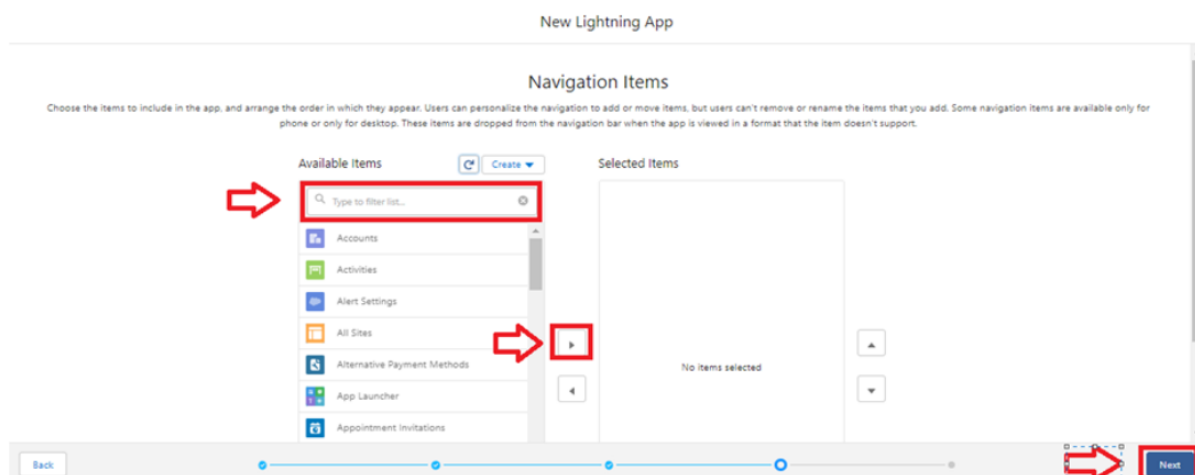 New Lightning App
Navigation Items
Choose the items to include in the app, and arrange the order in which they appear. Users can personalize the navigation to add or move items, but users can't remove or rename the items that you add. Some navigation items are available only for
phone or only for desktop. These items are dropped from the navigation bar when the app is viewed in a format that the item doesn't support.
Available Items
Create
Selected Items
Type to filter list...
Accounts
Activities
Alert Settings
All Sites
Alternative Payment Methods
App Launcher
Appointment Invitations
No items selected
Back
Next